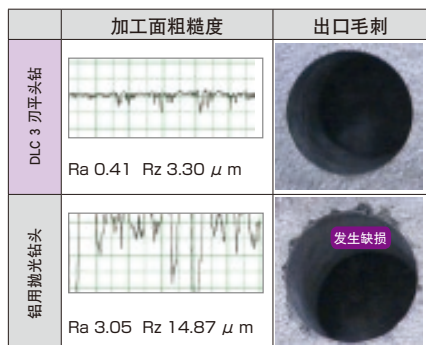 加工面粗糙度
出口毛刺
DLC 3 刃平头钻
Ra 0.41 Rz 3.30 μ m
铝用抛光钻头
Ra 3.05 Rz 14.87 μ m
发生缺损